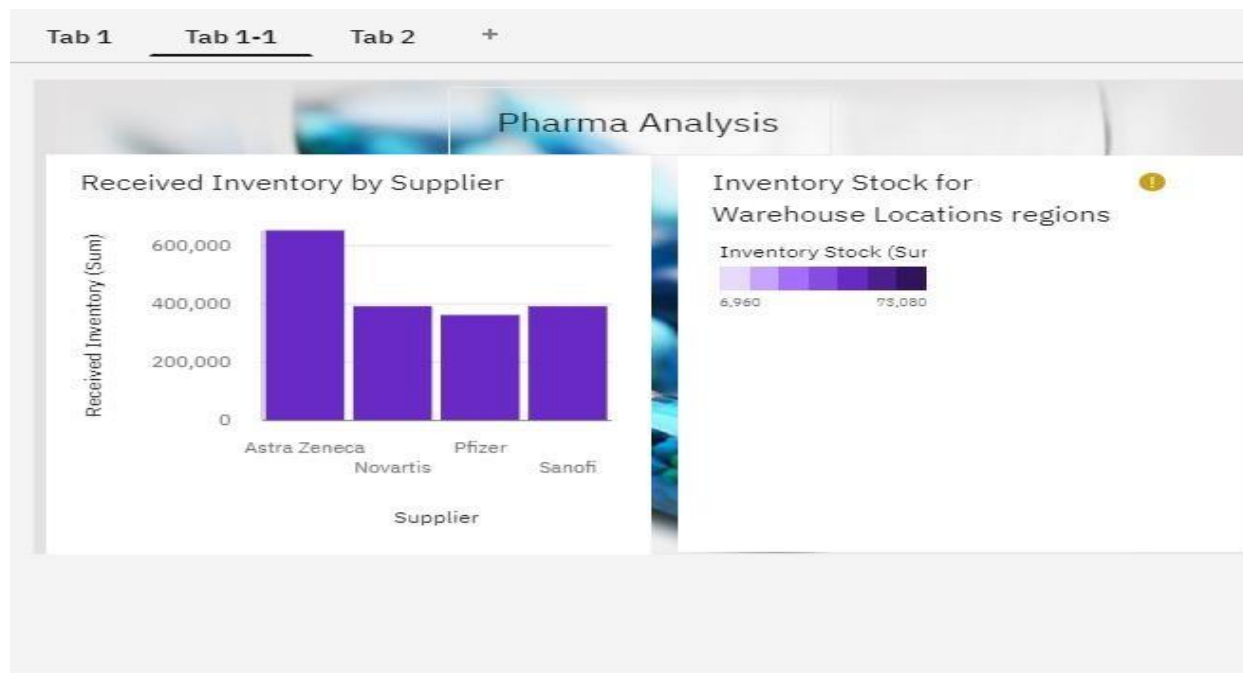 Tab 1 Tab 1-1 Tab 2 +
Pharma Analysis
Received Inventory by Supplier
Received Inventory (Sum)
600,000
400,000
200,000
0
Astra Zeneca
Novartis
Pfizer
Sanofi
Supplier
Inventory Stock for
Warehouse Locations regions
!
Inventory Stock (Sur
6,960 73,080